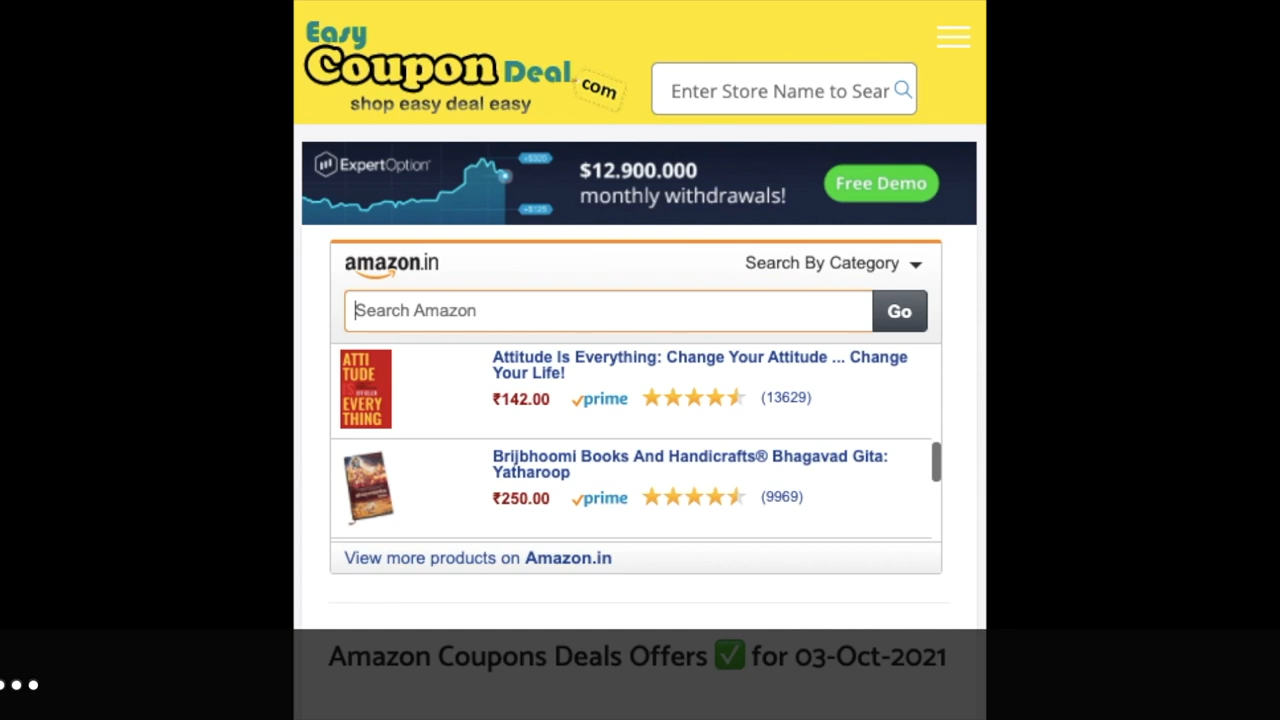 Easy
Coupon Deal .com
shop easy deal easy
Enter Store Name to Sear
ExpertOption
+$320
+$125
$12.900.000
monthly withdrawals!
Free Demo
amazon.in
Search By Category
Search Amazon
Go
ATTI
TUDE
IS
EVERY
THING
Attitude Is Everything: Change Your Attitude ... Change
Your Life!
₹142.00 prime (13629)
Brijbhoomi Books And Handicrafts® Bhagavad Gita:
Yatharoop
₹250.00 prime (9969)
View more products on Amazon.in
Amazon Coupons Deals Offers ✅ for 03-Oct-2021